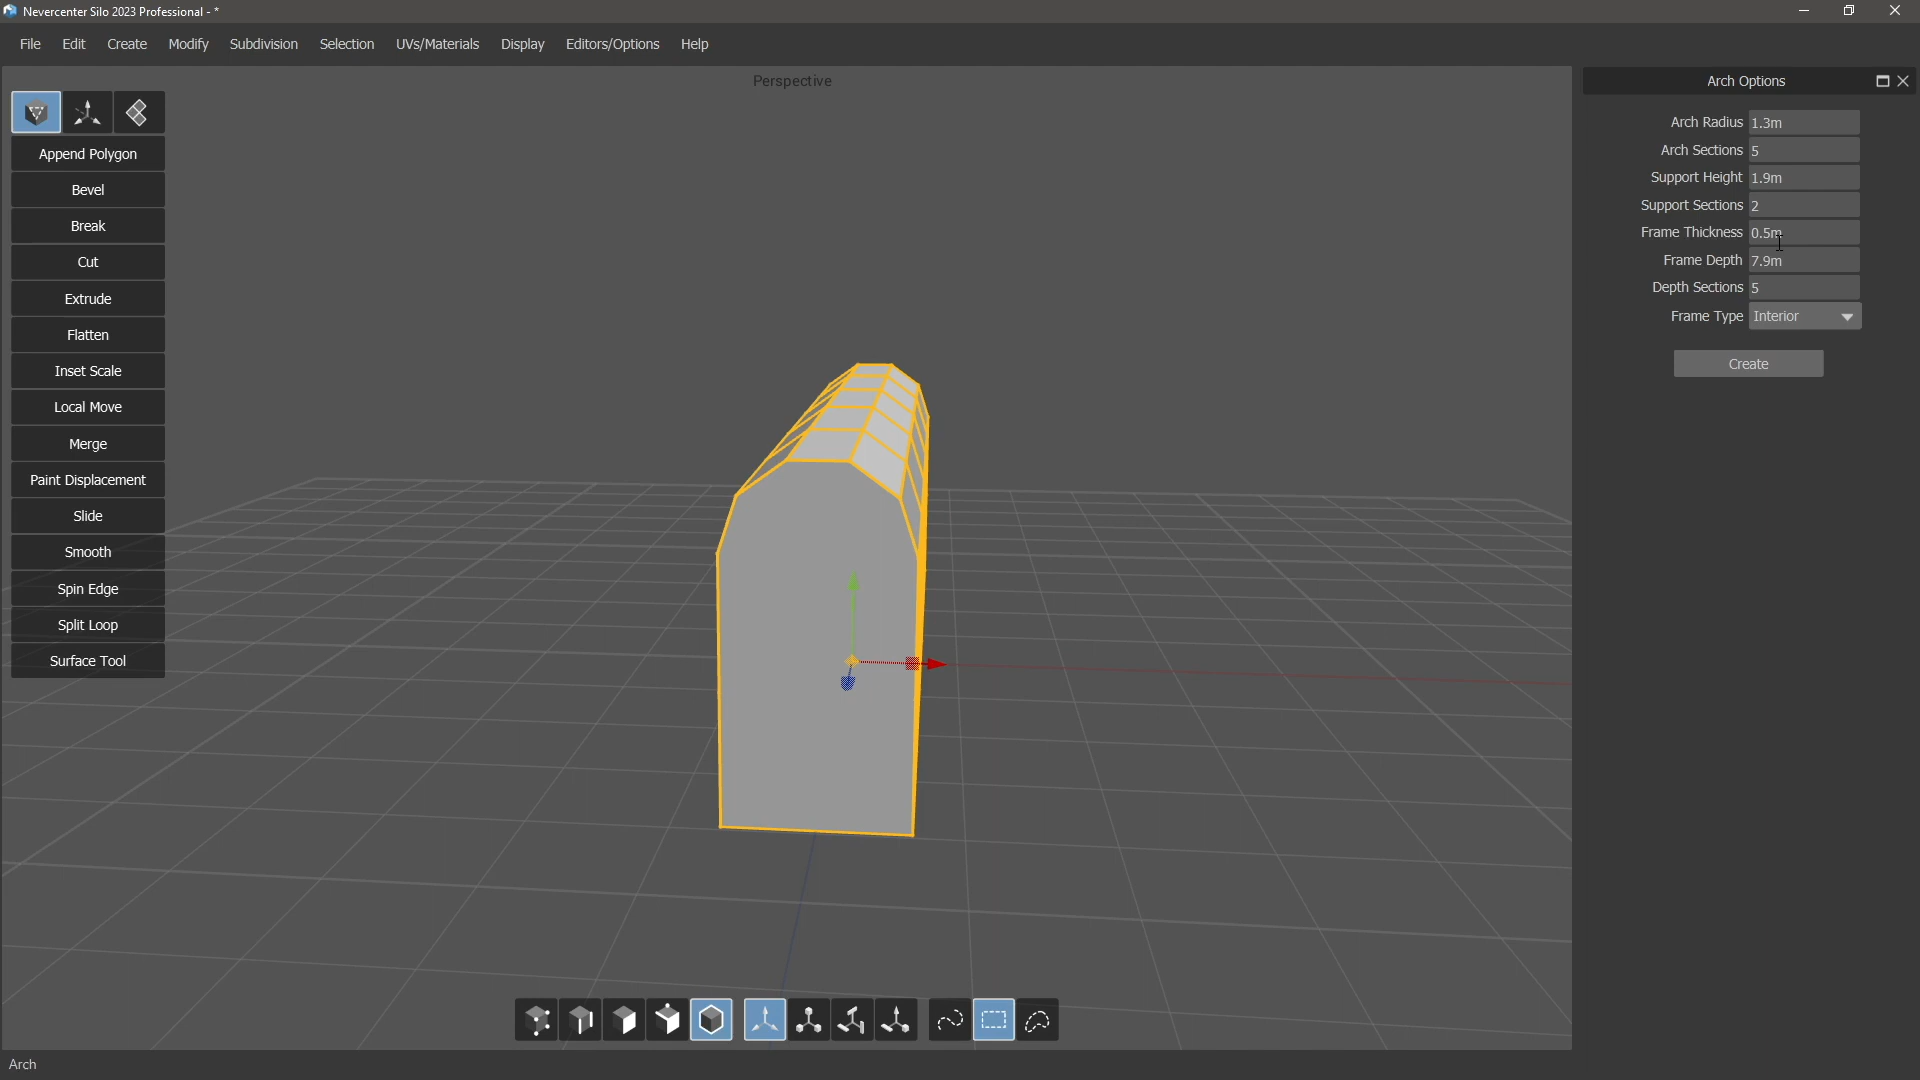 Nevercenter Silo 2023 Professional - *
File Edit Create Modify Subdivision Selection UVs/Materials Display Editors/Options Help
Perspective
Append Polygon
Bevel
Break
Cut
Extrude
Flatten
Inset Scale
Local Move
Merge
Paint Displacement
Slide
Smooth
Spin Edge
Split Loop
Surface Tool
Arch Options
Arch Radius 1.3m
Arch Sections 5
Support Height 1.9m
Support Sections 2
Frame Thickness 0.5m
Frame Depth 7.9m
Depth Sections 5
Frame Type Interior
Create
Arch